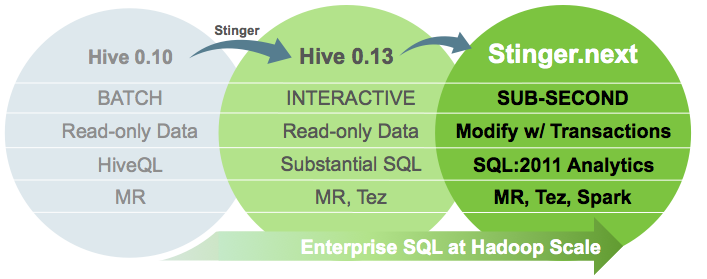 Stinger
Hive 0.10
BATCH
Read-only Data
HiveQL
MR
Hive 0.13
INTERACTIVE
Read-only Data
Substantial SQL
MR, Tez
Stinger.next
SUB-SECOND
Modify w/ Transactions
SQL:2011 Analytics
MR, Tez, Spark
Enterprise SQL at Hadoop Scale